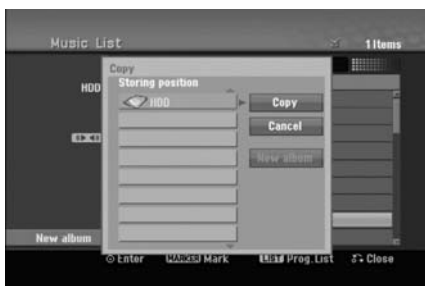 Music List
1 Items
Copy
Storing position
HDD
HDD
Copy
Cancel
New album
New album
Enter MARKER Mark LIST Prog.List Close